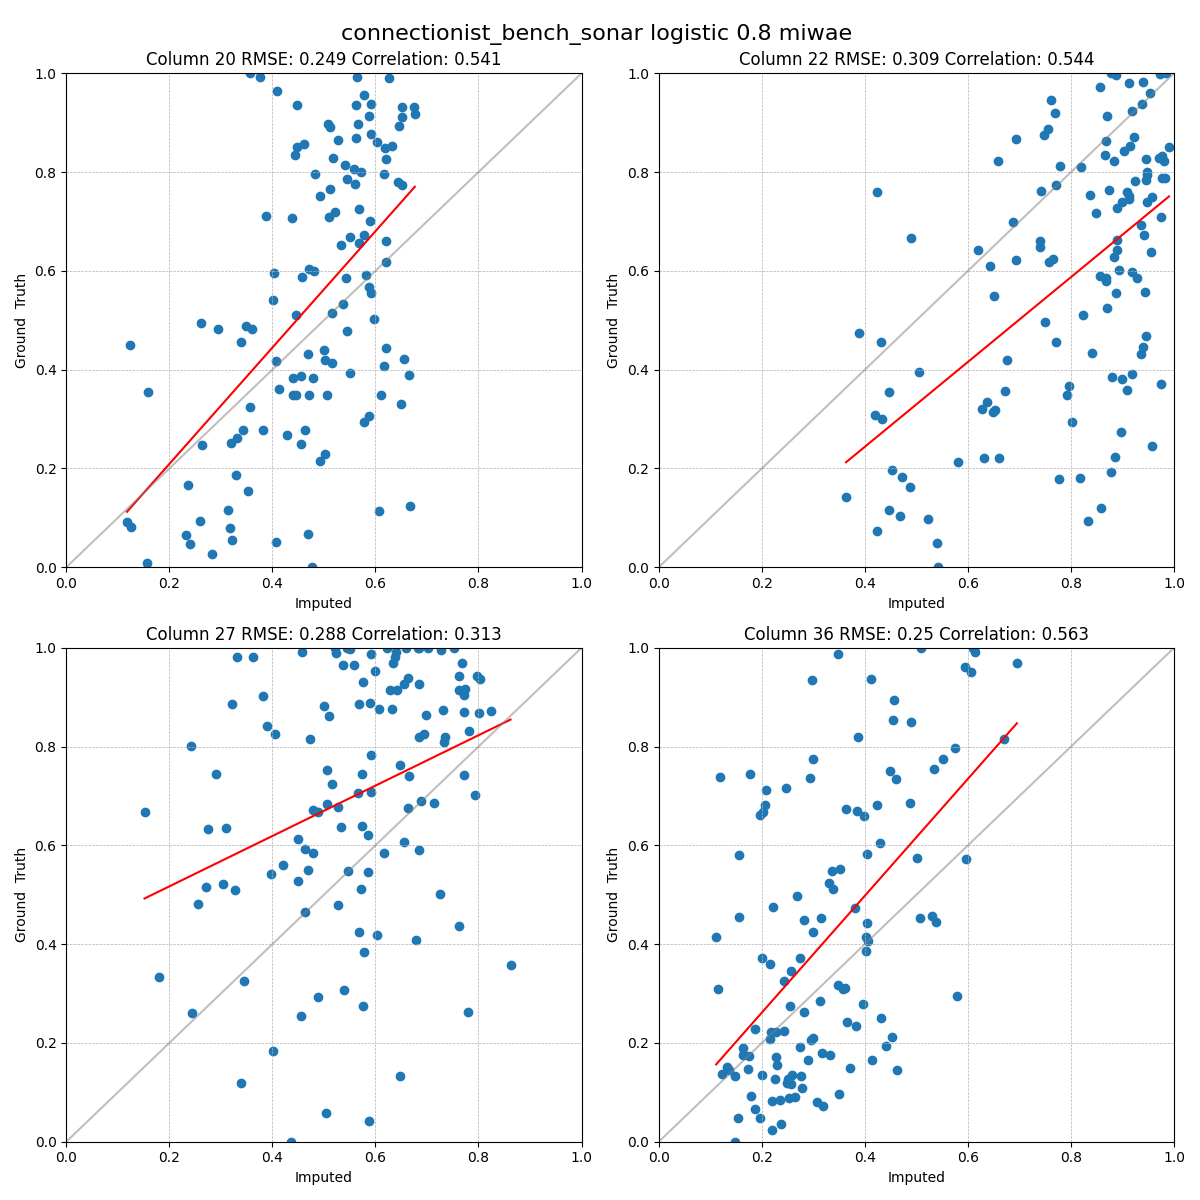 connectionist_bench_sonar logistic 0.8 miwae
Column 20 RMSE: 0.249 Correlation: 0.541
1.0
0.8
0.6
0.4
0.2
0.0
Ground Truth
0.0 0.2 0.4 0.6 0.8 1.0
Imputed
Column 22 RMSE: 0.309 Correlation: 0.544
1.0
0.8
0.6
0.4
0.2
0.0
Ground Truth
0.0 0.2 0.4 0.6 0.8 1.0
Imputed
Column 27 RMSE: 0.288 Correlation: 0.313
1.0
0.8
0.6
0.4
0.2
0.0
Ground Truth
0.0 0.2 0.4 0.6 0.8 1.0
Imputed
Column 36 RMSE: 0.25 Correlation: 0.563
1.0
0.8
0.6
0.4
0.2
0.0
Ground Truth
0.0 0.2 0.4 0.6 0.8 1.0
Imputed